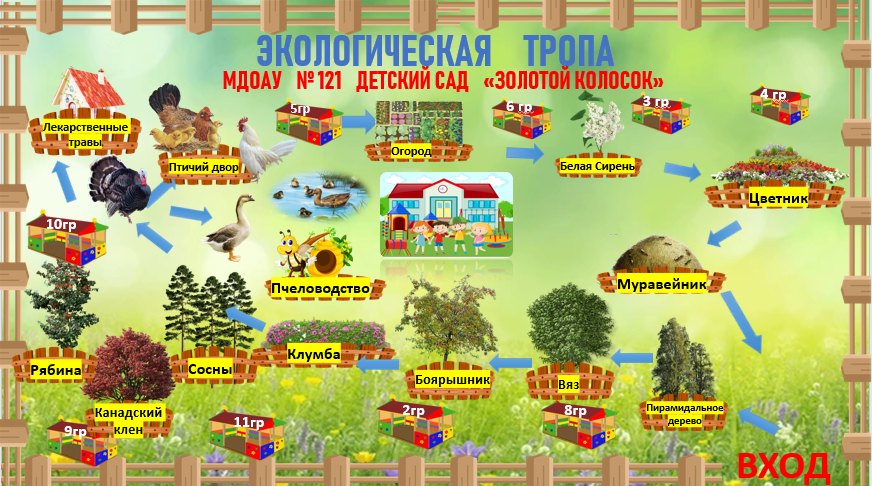 ЭКОЛОГИЧЕСКАЯ ТРОПА
МДОАУ № 121 ДЕТСКИЙ САД «ЗОЛОТОЙ КОЛОСОК»
5гр
6 гр
3 гр
4 гр
Лекарственные
травы
Птичий двор
Огород
Белая Сирень
Цветник
10гр
Пчеловодство
Муравейник
Рябина
Сосны
Клумба
Боярышник
Вяз
Канадский
клен
Пирамидальное
дерево
9гр
11гр
2гр
8гр
ВХОД